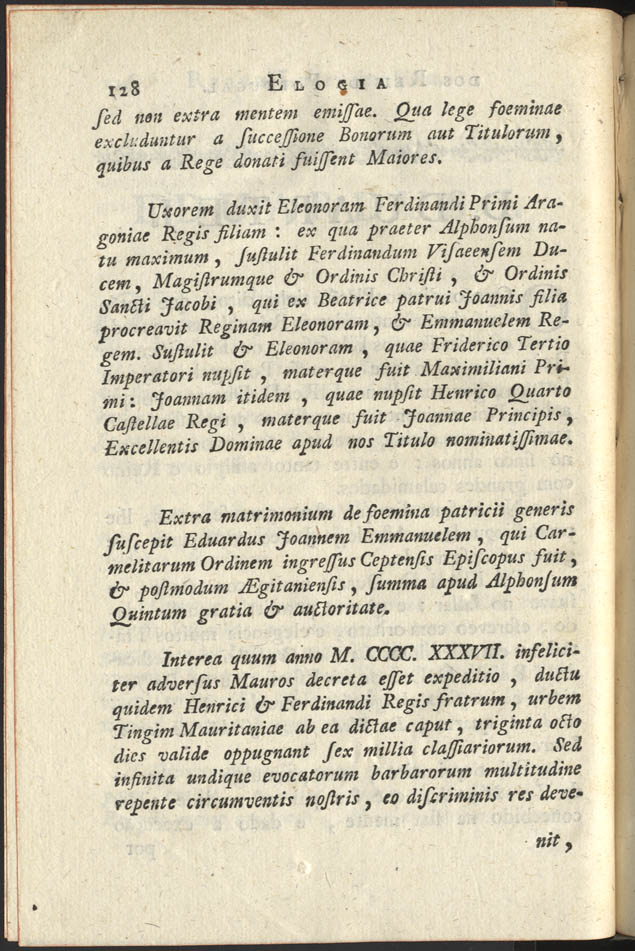 128 ELOGIA
ſed non extra mentem emiſſae. Qua lege foeminae
excluduntur a ſucceſſione Bonorum aut Titulorum,
quibus a Rege donati fuiſſent Maiores.
Uxorem duxit Eleonoram Ferdinandi Primi Ara-
goniae Regis filiam : ex qua praeter Alphonſum na-
tu maximum, ſuſtulit Ferdinandum Viſaeenſem Du-
cem, Magiſtrumque & Ordinis Chriſti, & Ordinis
Sancti Jacobi, qui ex Beatrice patrui Joannis filia
procreavit Reginam Eleonoram, & Emmanuelem Re-
gem. Suſtulit & Eleonoram, quae Friderico Tertio
Imperatori nupſit, materque fuit Maximiliani Pri-
mi: Joannam itidem, quae nupſit Henrico Quarto
Caſtellae Regi, materque fuit Joannae Principis,
Excellentis Dominae apud nos Titulo nominatiſſimae.
Extra matrimonium de foemina patricii generis
ſuſcepit Eduardus Joannem Emmanuelem, qui Car-
melitarum Ordinem ingreſſus Ceptenſis Epiſcopus fuit,
& poſtmodum Ægitanienſis, ſumma apud Alphonſum
Quintum gratia & auctoritate.
Interea quum anno M. CCCC. XXXVII. infelici-
ter adverſus Mauros decreta eſſet expeditio, ductu
quidem Henrici & Ferdinandi Regis fratrum, urbem
Tingim Mauritaniae ab ea dictae caput, triginta octo
dies valide oppugnant ſex millia claſſiariorum. Sed
infinita undique evocatorum barbarorum multitudine
repente circumventis noſtris, eo diſcriminis res deve-
nit,